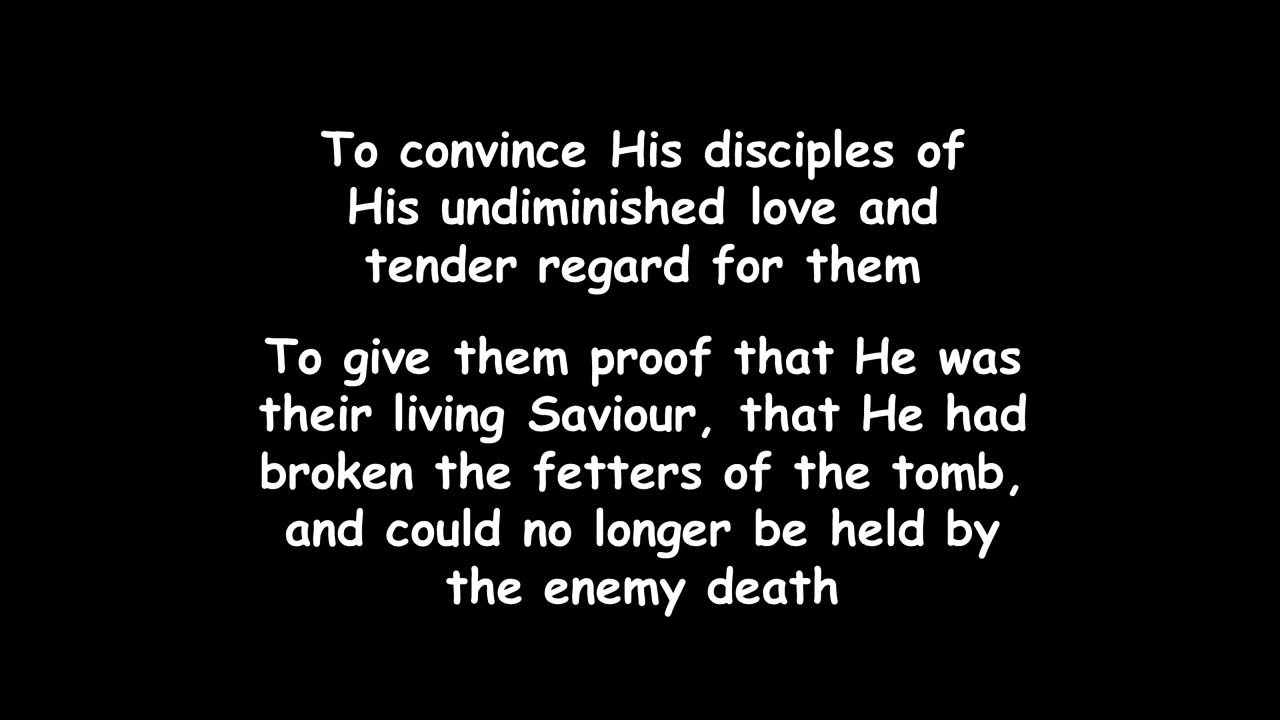 To convince His disciples of
His undiminished love and
tender regard for them
To give them proof that He was
their living Saviour, that He had
broken the fetters of the tomb,
and could no longer be held by
the enemy death